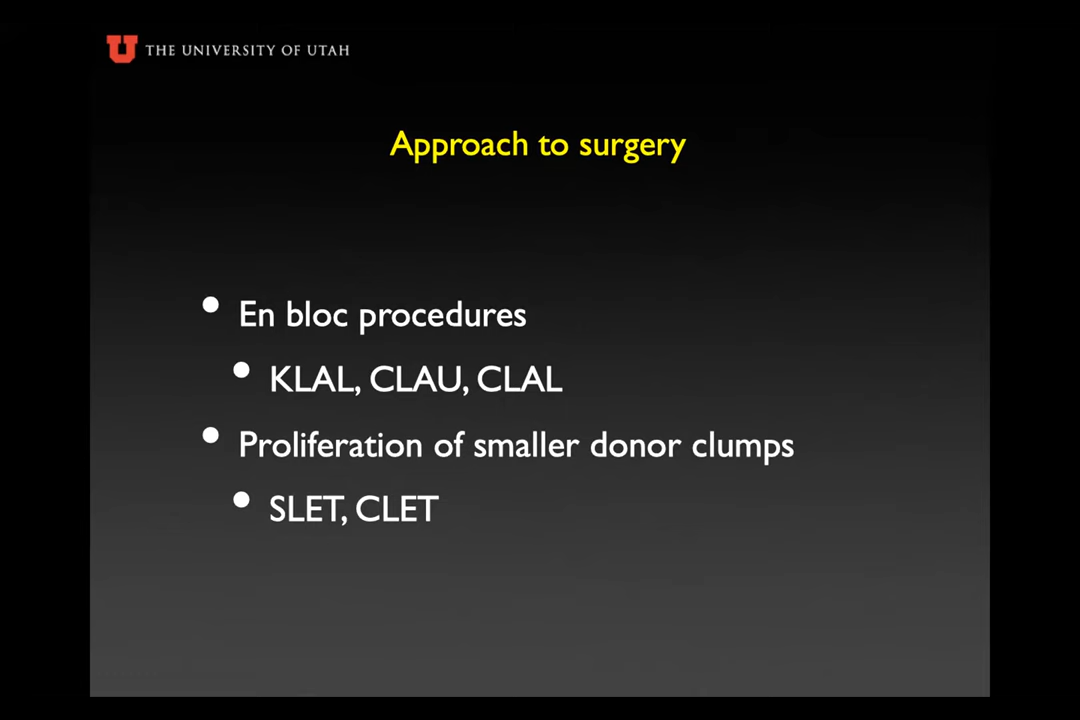 THE UNIVERSITY OF UTAH
Approach to surgery
• En bloc procedures
• KLAL, CLAU, CLAL
• Proliferation of smaller donor clumps
• SLET, CLET